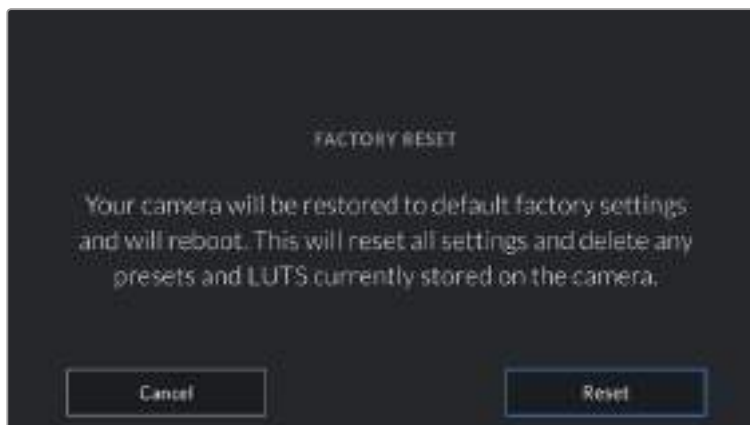 FACTORY RESET
Your camera will be restored to default factory settings
and will reboot. This will reset all settings and delete any
presets and LUTS currently stored on the camera.
Cancel
Reset